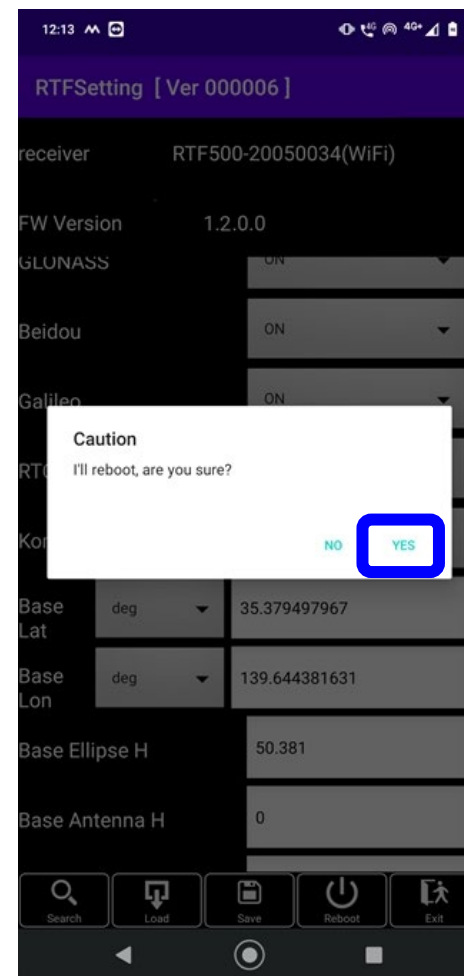 12:13
4G
4G+
RTFSetting [ Ver 000006 ]
receiver RTF500-20050034(WiFi)
FW Version 1.2.0.0
GLONASS ON
Beidou ON
Galileo ON
Caution
I'll reboot, are you sure?
NO YES
Base Lat deg 35.379497967
Base Lon deg 139.644381631
Base Ellipse H 50.381
Base Antenna H 0
Search Load Save Reboot Exit